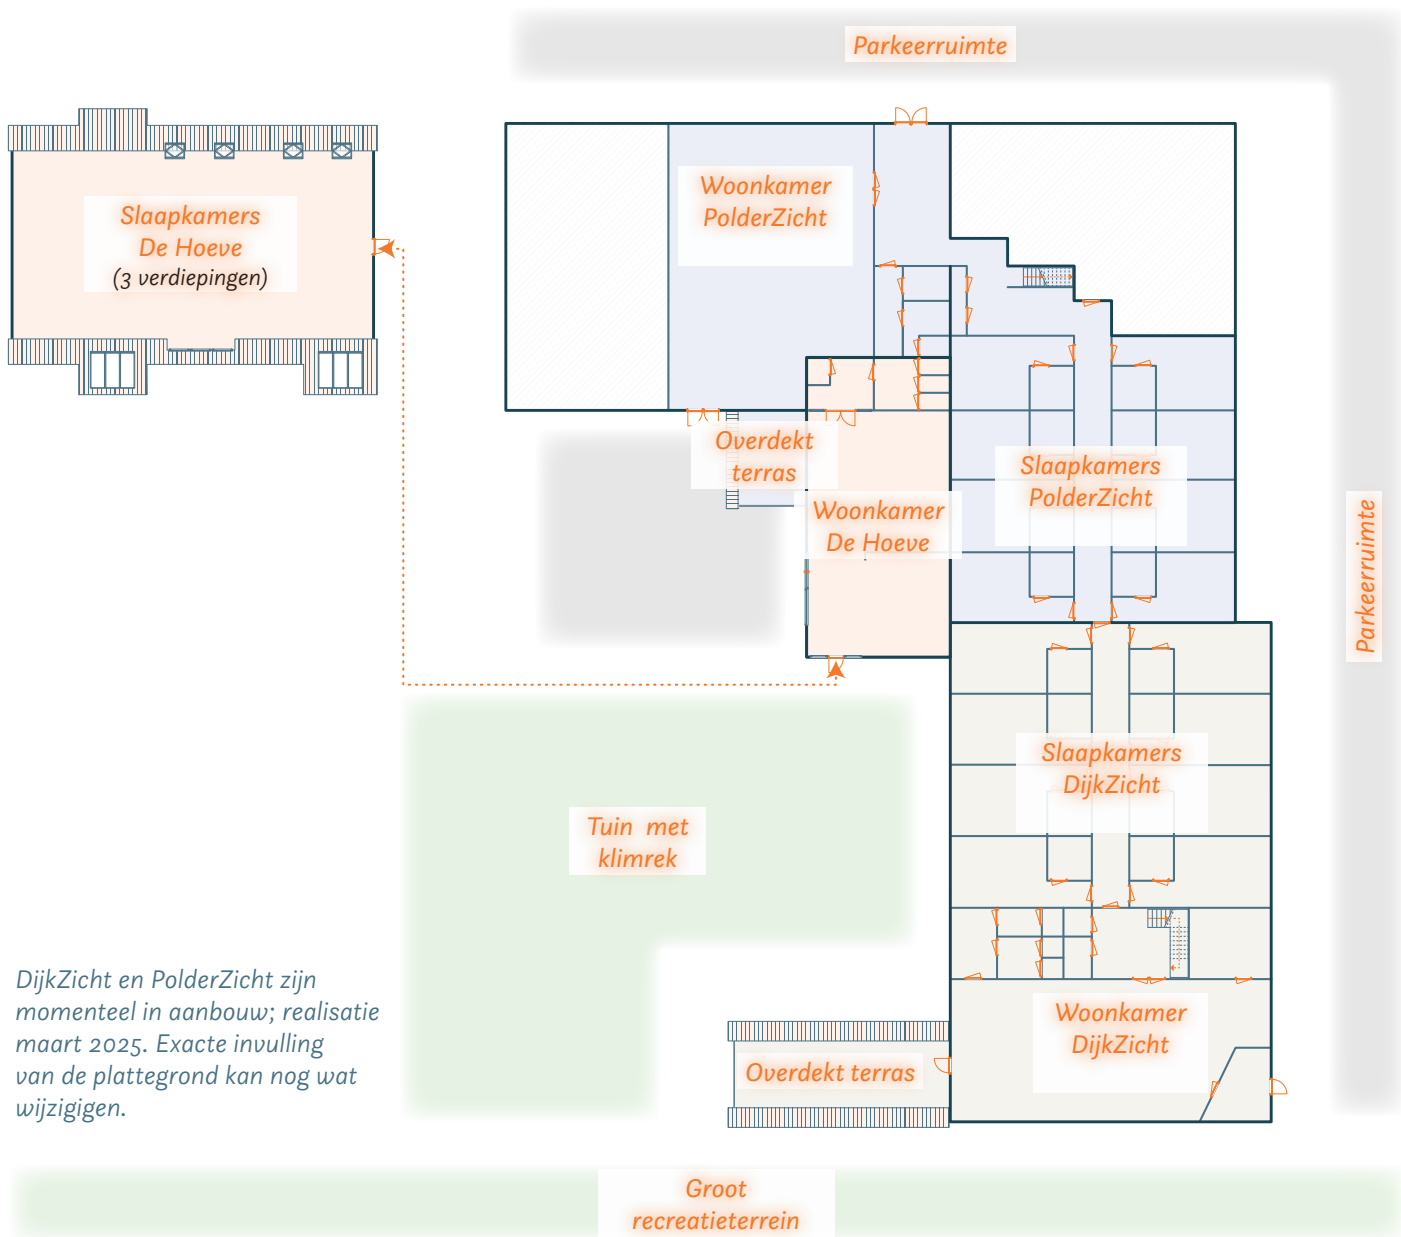 Parkeerruimte
Slaapkamers
De Hoeve
(3 verdiepingen)
Woonkamer
PolderZicht
Overdekt
terras
Woonkamer
De Hoeve
Slaapkamers
PolderZicht
Parkeerruimte
Slaapkamers
DijkZicht
Tuin met
klimrek
DijkZicht en PolderZicht zijn
momenteel in aanbouw; realisatie
maart 2025. Exacte invulling
van de plattegrond kan nog wat
wijzigigen.
Woonkamer
DijkZicht
Overdekt terras
Groot
recreatieterrein